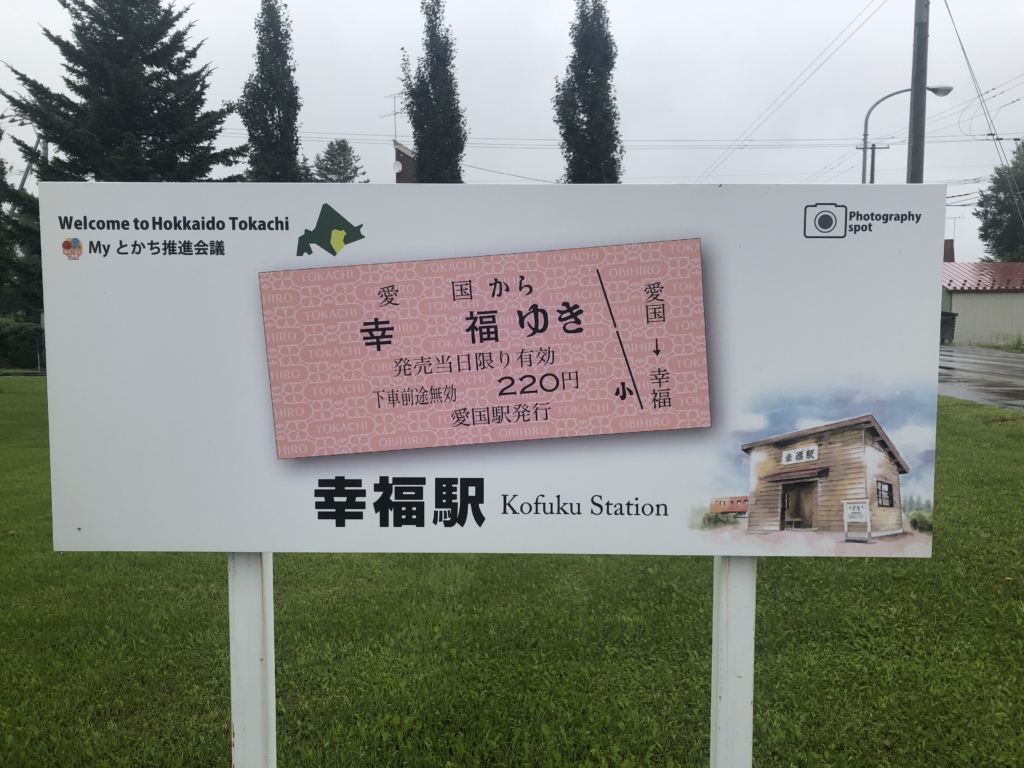 Welcome to Hokkaido Tokachi
My とかち推進会議
Photography
spot
愛国から
幸福ゆき
発売当日限り有効
下車前途無効 220円
愛国駅発行
小
愛国→幸福
TOKACHI
OBIHIRO
幸福駅 Kofuku Station
幸福駅